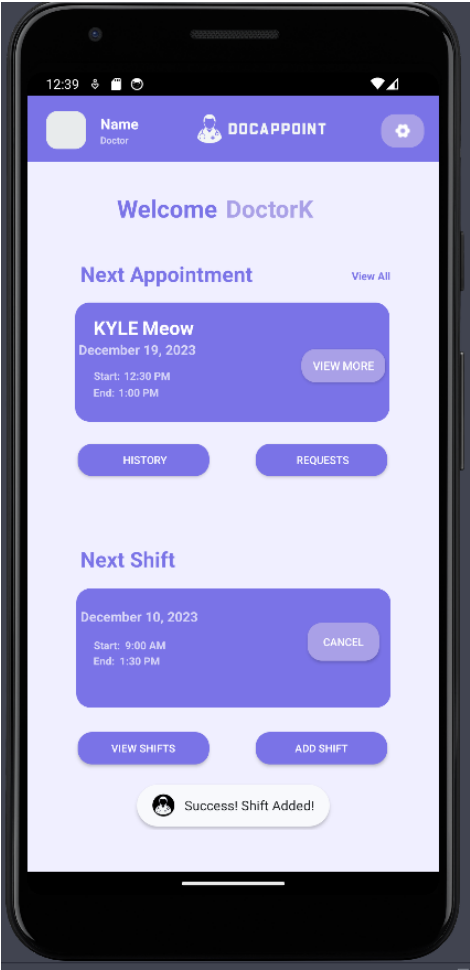 12:39
Name
Doctor
DOCAPPOINT
Welcome DoctorK
Next Appointment
View All
KYLE Meow
December 19, 2023
Start: 12:30 PM
End: 1:00 PM
VIEW MORE
HISTORY
REQUESTS
Next Shift
December 10, 2023
Start: 9:00 AM
End: 1:30 PM
CANCEL
VIEW SHIFTS
ADD SHIFT
Success! Shift Added!